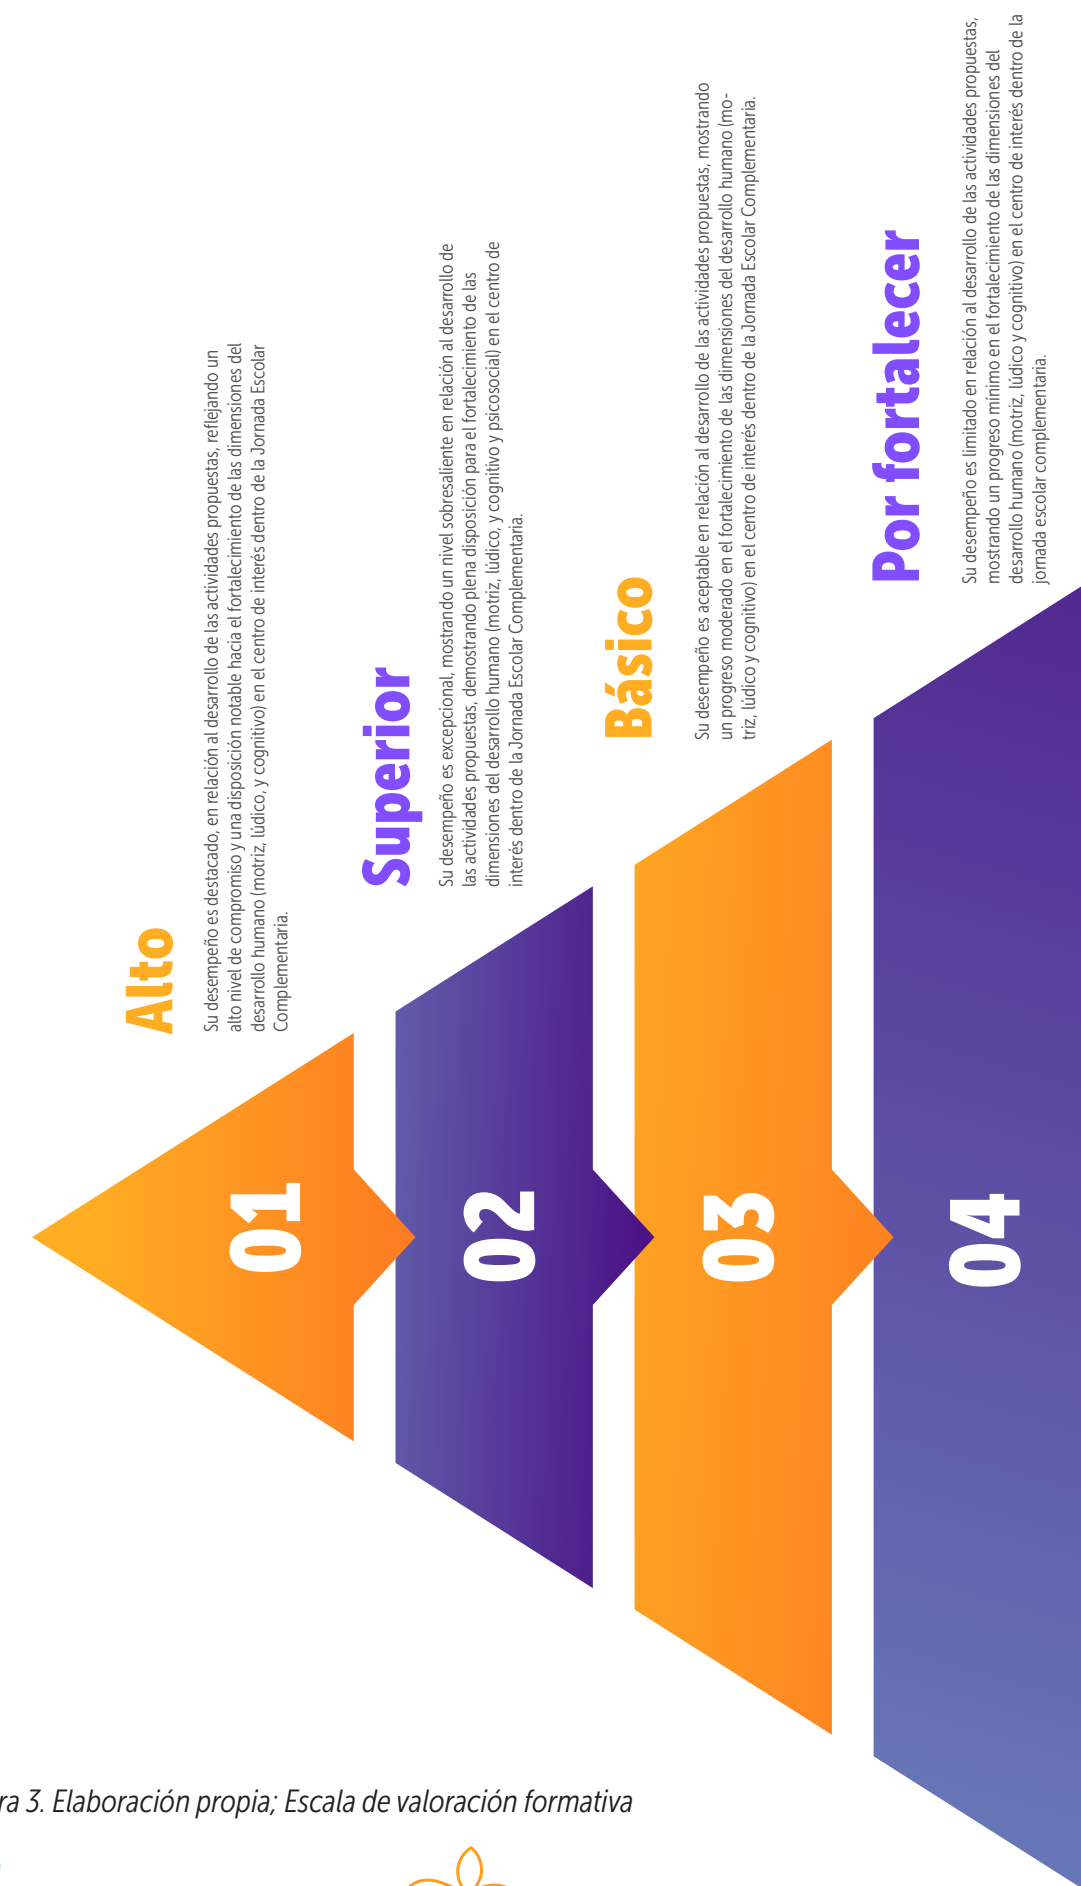 Alto
Su desempeño es destacado, en relación al desarrollo de las actividades propuestas, reflejando un
alto nivel de compromiso y una disposición notable hacia el fortalecimiento de las dimensiones del
desarrollo humano (motriz, lúdico, y cognitivo) en el centro de interés dentro de la Jornada Escolar
Complementaria.
01
Superior
Su desempeño es excepcional, mostrando un nivel sobresaliente en relación al desarrollo de
las actividades propuestas, demostrando plena disposición para el fortalecimiento de las
dimensiones del desarrollo humano (motriz, lúdico, y cognitivo y psicosocial) en el centro de
interés dentro de la Jornada Escolar Complementaria.
02
Básico
Su desempeño es aceptable en relación al desarrollo de las actividades propuestas, mostrando
un progreso moderado en el fortalecimiento de las dimensiones del desarrollo humano (mo-
triz, lúdico y cognitivo) en el centro de interés dentro de la Jornada Escolar Complementaria.
03
Por fortalecer
Su desempeño es limitado en relación al desarrollo de las actividades propuestas,
mostrando un progreso mínimo en el fortalecimiento de las dimensiones del
desarrollo humano (motriz, lúdico y cognitivo) en el centro de interés dentro de la
jornada escolar complementaria.
04
ra 3. Elaboración propia; Escala de valoración formativa